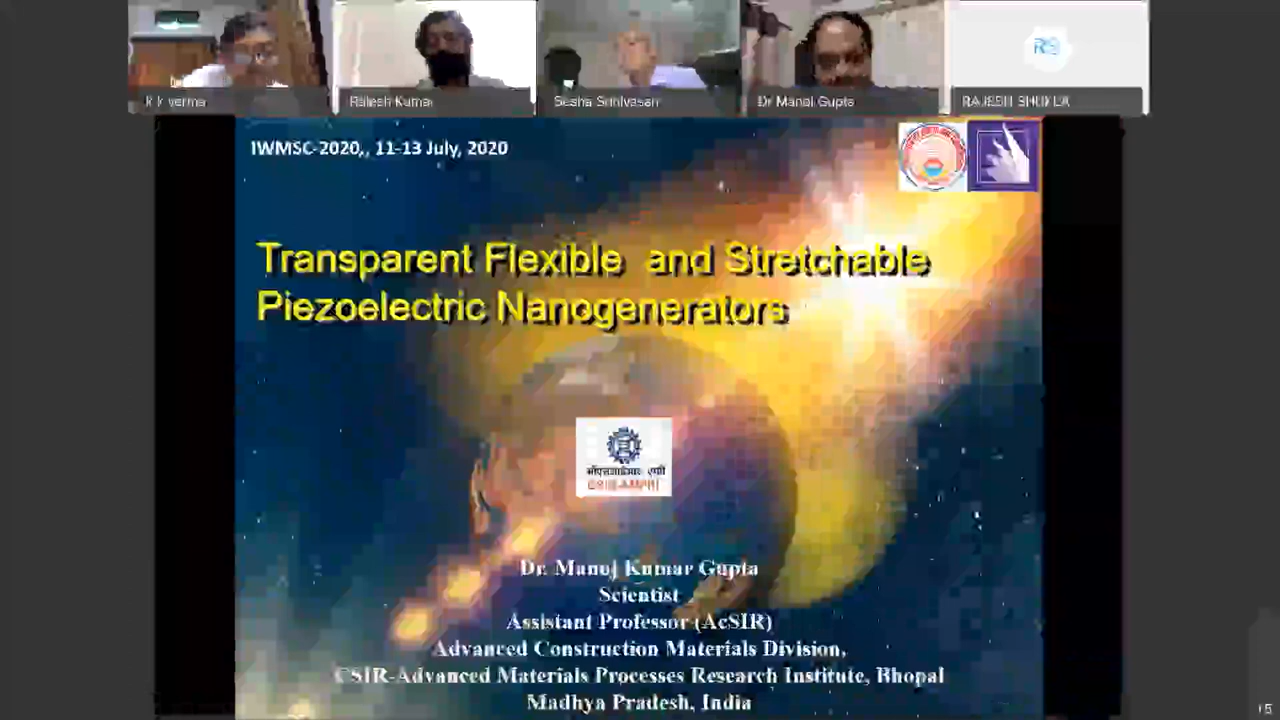 k k verma
Rajesh Kumar
Sesha Srinivasan
Dr Manoj Gupta
RAJESH SHUKLA
RS
IWMSC-2020,, 11-13 July, 2020
Transparent Flexible and Stretchable
Piezoelectric Nanogenerators
CSIR-AMPRI
Dr. Manoj Kumar Gupta
Scientist
Assistant Professor (AcSIR)
Advanced Construction Materials Division,
CSIR-Advanced Materials Processes Research Institute, Bhopal
Madhya Pradesh, India